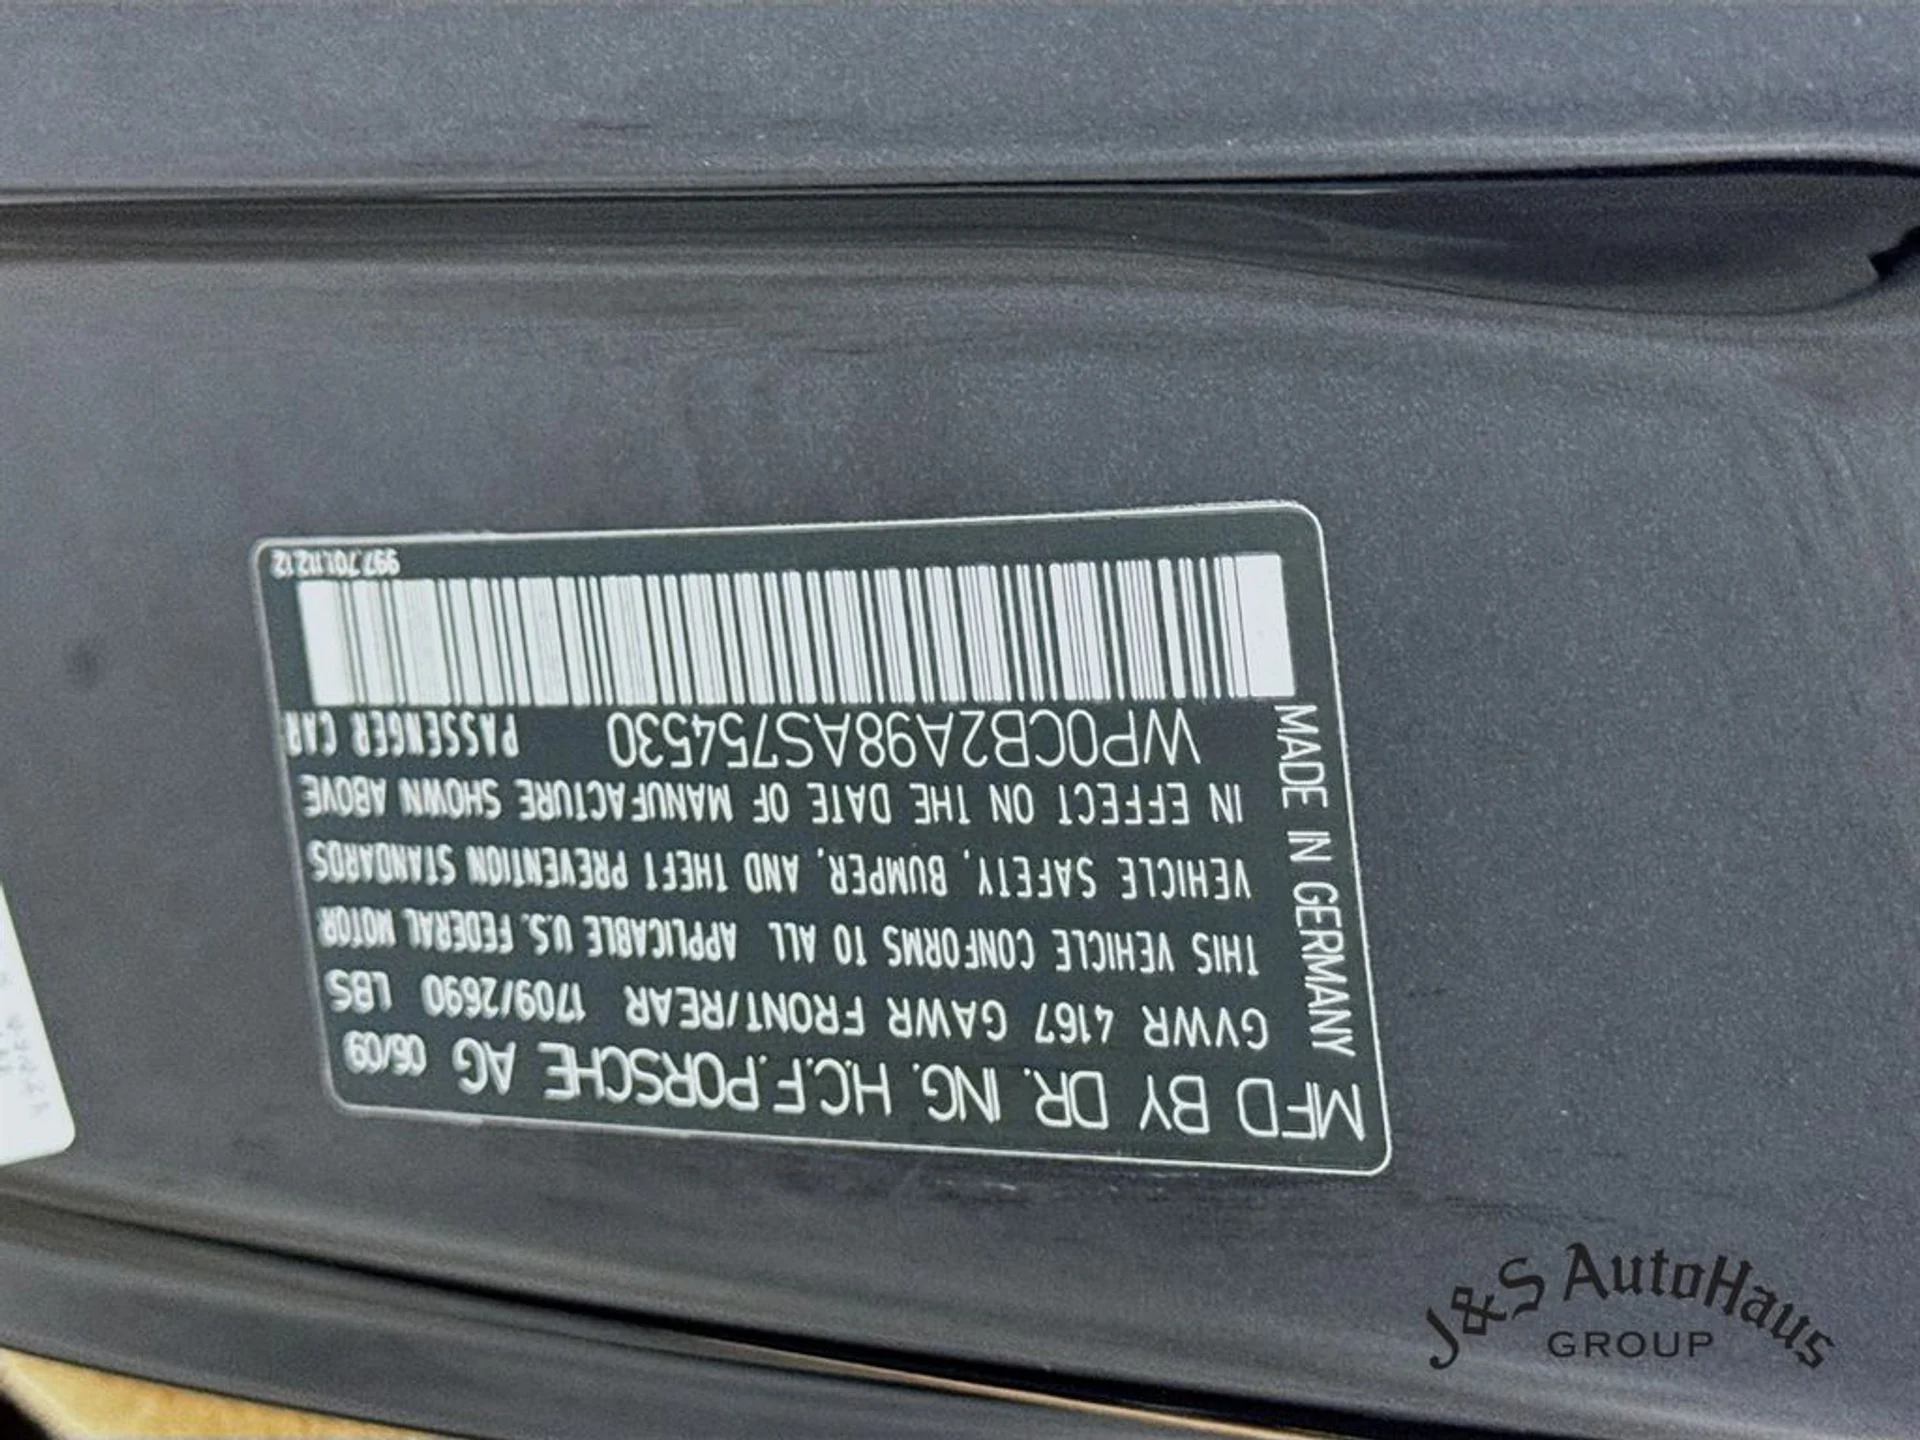 MFD BY DR. ING. H.C.F. PORSCHE AG 06/09
GVWR 4167 GAWR FRONT/REAR 1709/2690 LBS
THIS VEHICLE CONFORMS TO ALL APPLICABLE U.S. FEDERAL MOTOR
VEHICLE SAFETY, BUMPER, AND THEFT PREVENTION STANDARDS
IN EFFECT ON THE DATE OF MANUFACTURE SHOWN ABOVE
WP0CB2A98AS754530 PASSENGER CAR
997.701.112.12
MADE IN GERMANY
J&S AutoHaus
GROUP